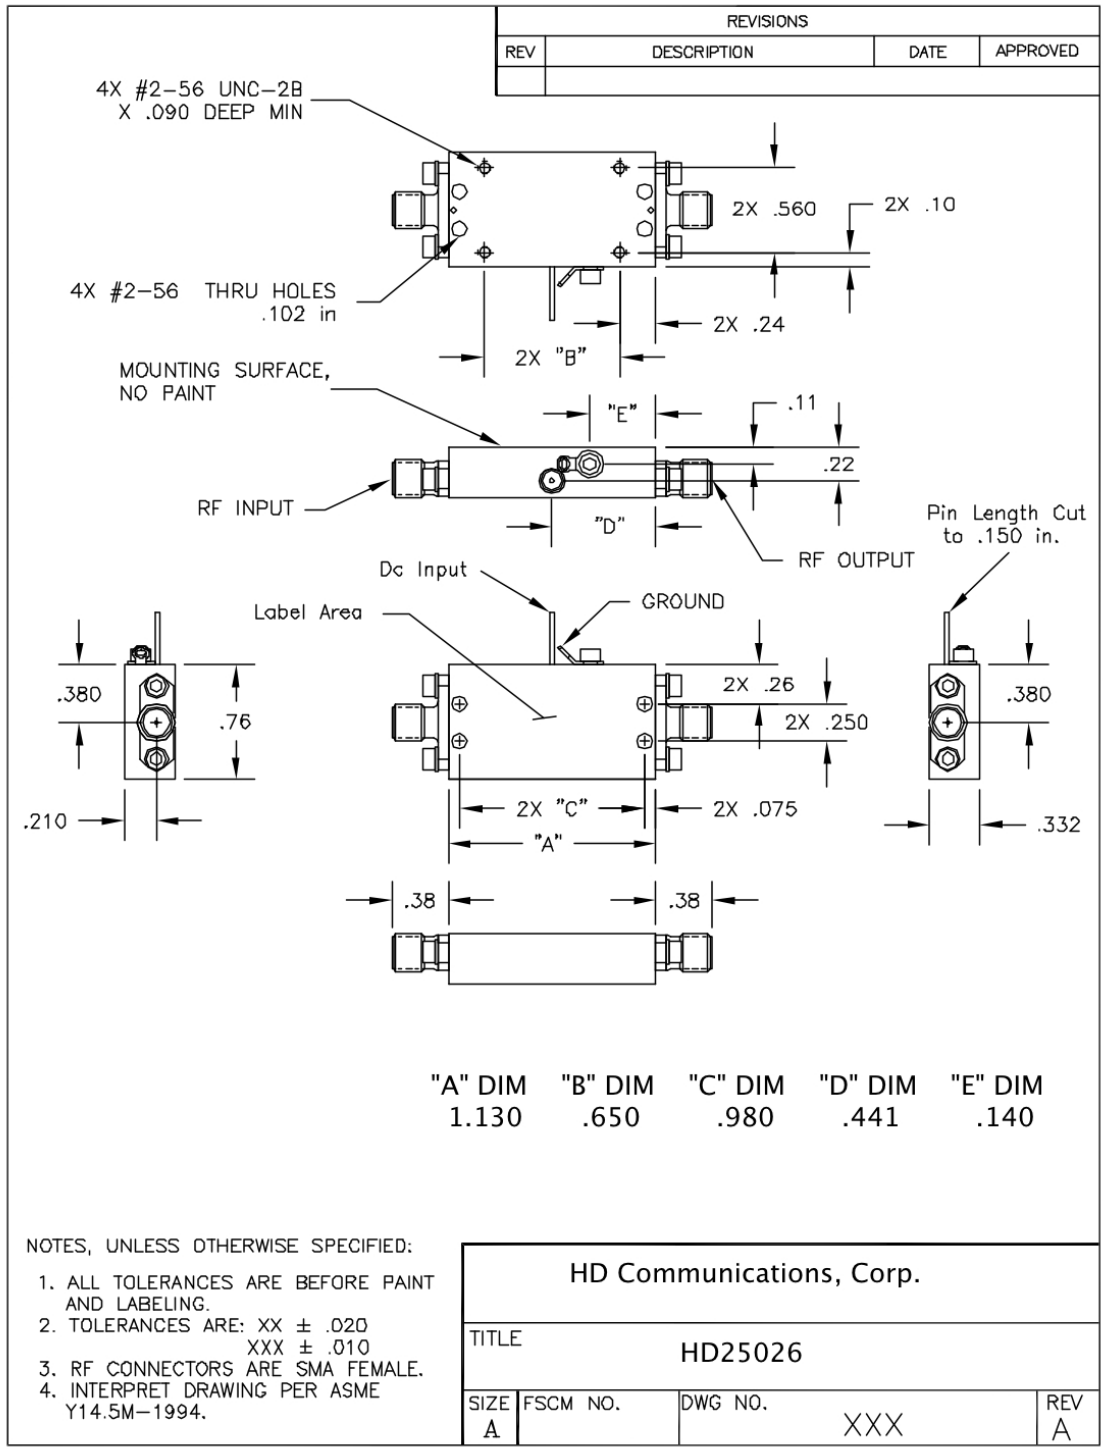 REVISIONS
REV DESCRIPTION DATE APPROVED
4X #2-56 UNC-2B
X .090 DEEP MIN
2X .560
2X .10
4X #2-56 THRU HOLES
.102 in
2X .24
2X "B"
MOUNTING SURFACE,
NO PAINT
"E"
.11
.22
RF INPUT
"D"
RF OUTPUT
Pin Length Cut
to .150 in.
Dc Input
GROUND
Label Area
.380
.76
2X .26
2X .250
.380
.210
2X "C"
2X .075
.332
"A"
.38
.38
"A" DIM "B" DIM "C" DIM "D" DIM "E" DIM
1.130 .650 .980 .441 .140
NOTES, UNLESS OTHERWISE SPECIFIED:
1. ALL TOLERANCES ARE BEFORE PAINT
AND LABELING.
2. TOLERANCES ARE: XX ± .020
XXX ± .010
3. RF CONNECTORS ARE SMA FEMALE.
4. INTERPRET DRAWING PER ASME
Y14.5M-1994.
HD Communications, Corp.
TITLE
HD25026
SIZE FSCM NO. DWG NO. REV
A XXX A